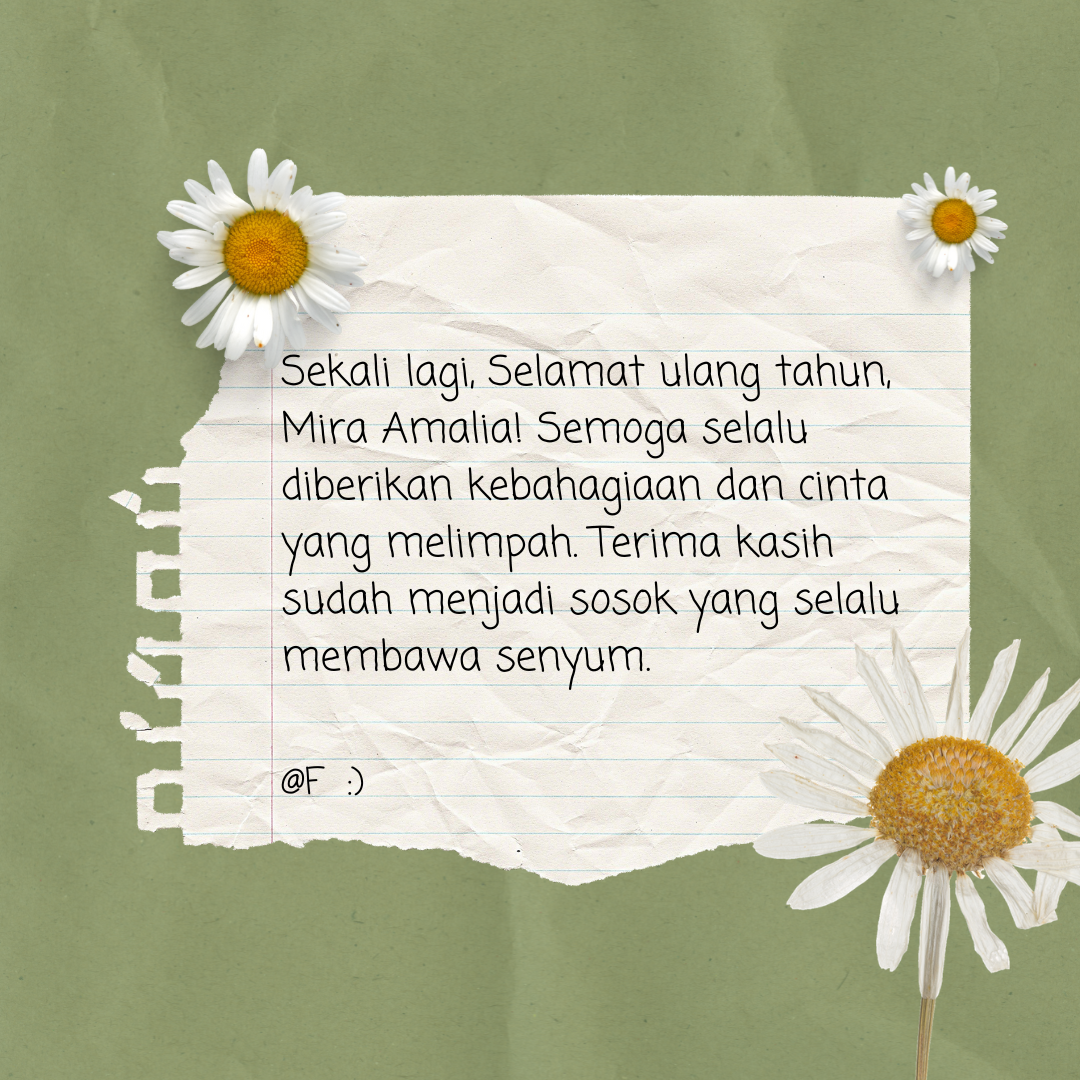 Sekali lagi, Selamat ulang tahun,
Mira Amalia! Semoga selalu
diberikan kebahagiaan dan cinta
yang melimpah. Terima kasih
sudah menjadi sosok yang selalu
membawa senyum.
@F :)